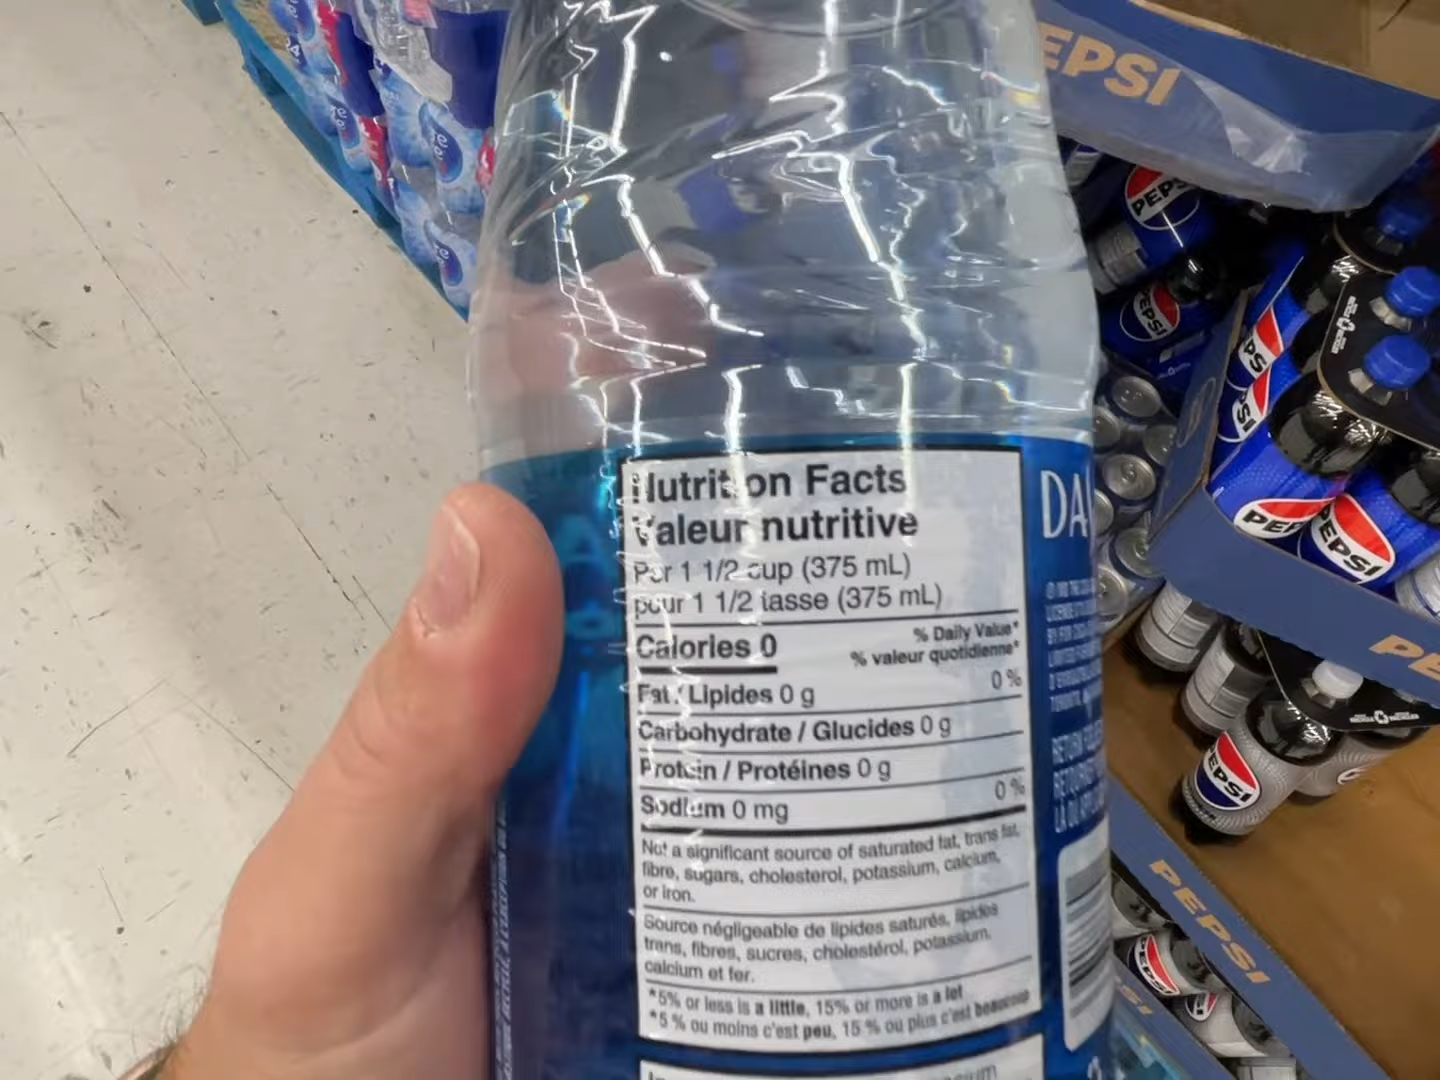 EPSI
PEPSI
PEPSI
PSI
PSI
PEPSI
PEPSI
PEPSI
PEPSI
PE
Nutrition Facts
Valeur nutritive
Per 1 1/2 cup (375 mL)
pour 1 1/2 tasse (375 mL)
% Daily Value*
% valeur quotidienne*
Calories 0
Fat / Lipides 0 g 0 %
Carbohydrate / Glucides 0 g
Protein / Protéines 0 g
Sodium 0 mg 0 %
Not a significant source of saturated fat, trans fat,
fibre, sugars, cholesterol, potassium, calcium,
or iron.
Source négligeable de lipides saturés, lipides
trans, fibres, sucres, cholestérol, potassium,
calcium et fer.
*5% or less is a little, 15% or more is a lot
*5 % ou moins c'est peu, 15 % ou plus c'est beaucoup
DA